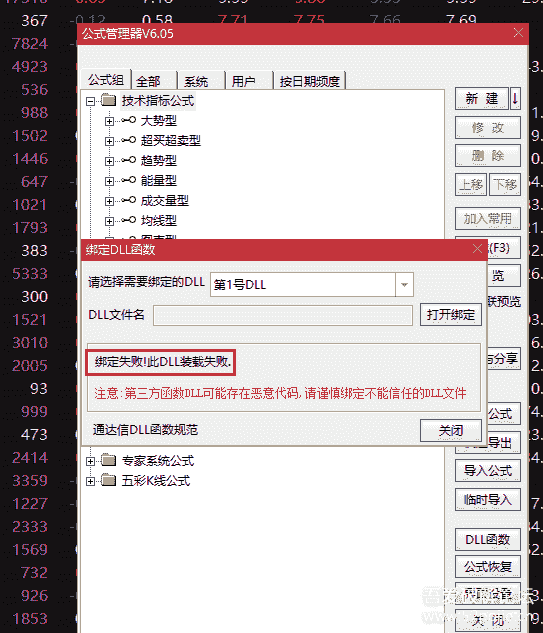 367 -0.12 7.58 7.71 7.75 7.66 7.69
公式管理器V6.05
7824
4923
536
988
1502
1446
647
1021
1793
383
5333
300
1521
3010
2005
93
999
473
2414
3359
1227
2333
1569
732
926
1853
公式组 全部 系统 用户 按日期频度
技术指标公式
大势型
超买超卖型
趋势型
能量型
成交量型
均线型
新 建
修 改
删 除
上移 下移
加入常用
(F3)
览
联预览
与分享
公式
导出
导入公式
临时导入
DLL函数
公式恢复
关 闭
绑定DLL函数
请选择需要绑定的DLL 第1号DLL
DLL文件名 打开绑定
绑定失败!此DLL装载失败.
注意:第三方函数DLL可能存在恶意代码,请谨慎绑定不能信任的DLL文件
通达信DLL函数规范 关闭
专家系统公式
五彩K线公式